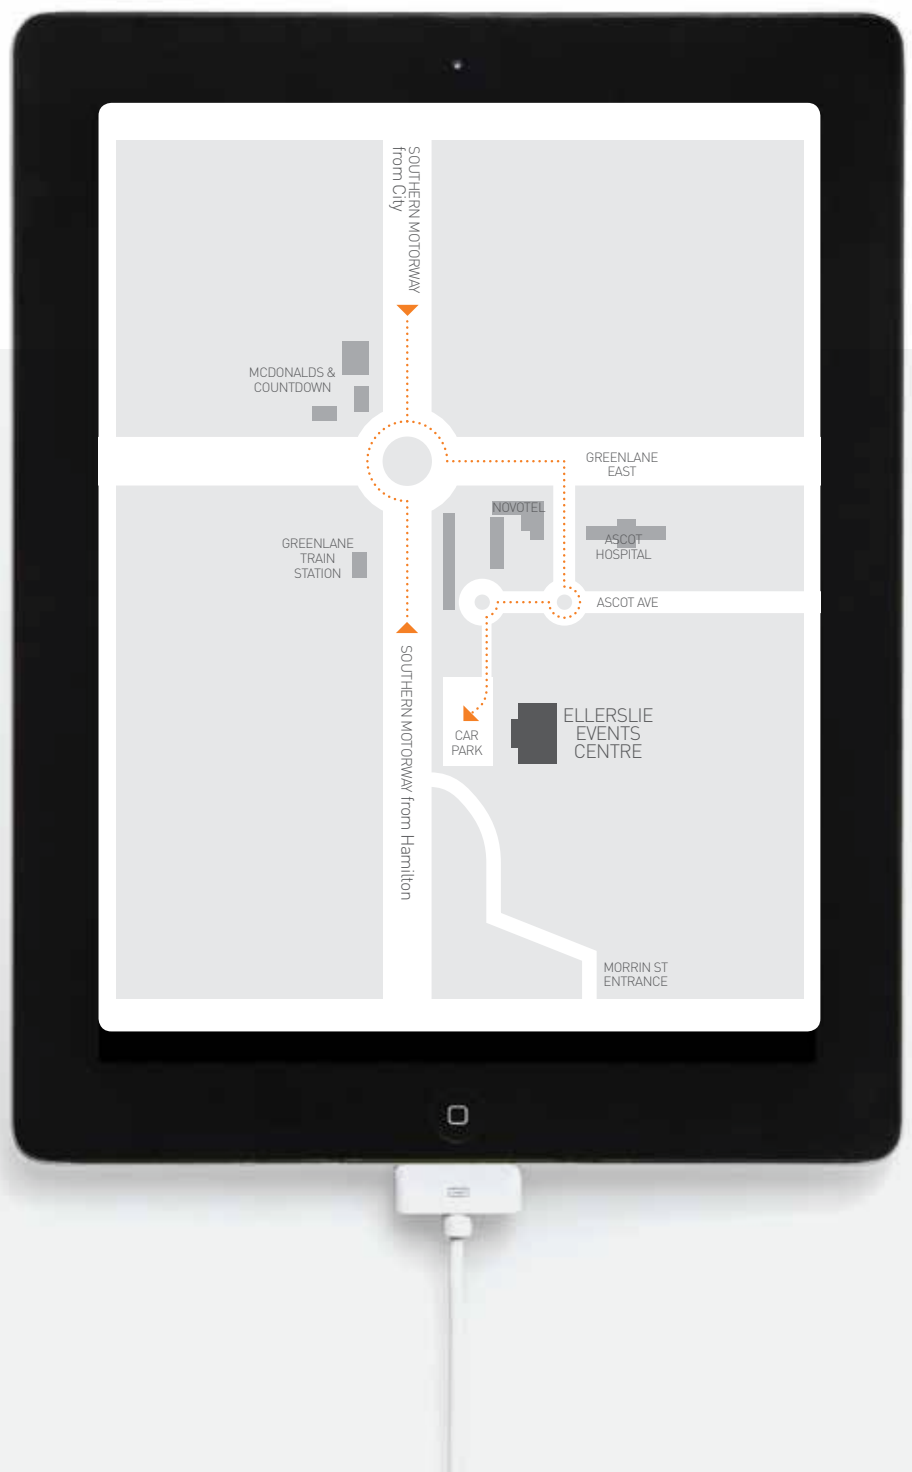 SOUTHERN MOTORWAY
from City
MCDONALDS &
COUNTDOWN
GREENLANE
EAST
NOVOTEL
ASCOT
HOSPITAL
GREENLANE
TRAIN
STATION
ASCOT AVE
SOUTHERN MOTORWAY from Hamilton
CAR
PARK
ELLERSLIE
EVENTS
CENTRE
MORRIN ST
ENTRANCE